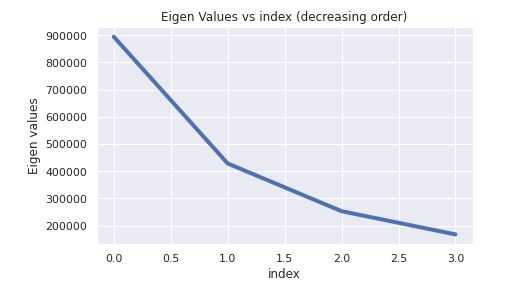 Eigen Values vs index (decreasing order)
900000
800000
700000
600000
500000
400000
300000
200000
Eigen values
0.0 0.5 1.0 1.5 2.0 2.5 3.0
index